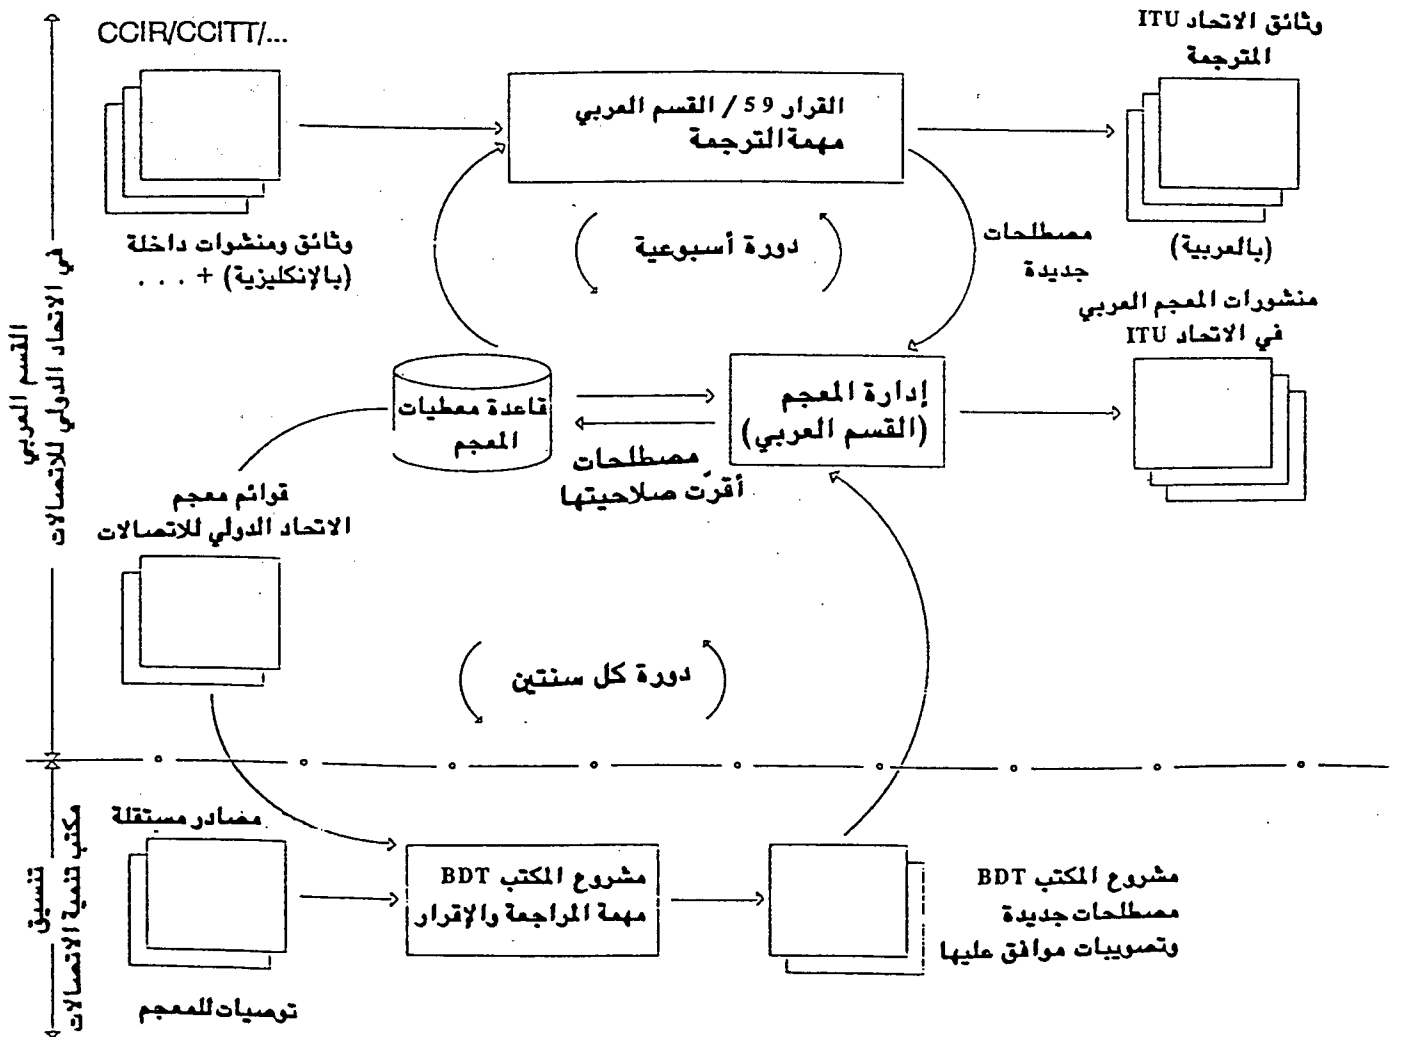 CCIR/CCITT/...
وثائق الاتحاد ITU
المترجمة
القرار 59 / القسم العربي
مهمة الترجمة
وثائق ومنشوات داخلة
(بالإنكليزية) + . . .
دورة أسبوعية
مصطلحات
جديدة
(بالعربية)
منشورات المعجم العربي
في الاتحاد ITU
القسم العربي
في الاتحاد الدولي للاتصالات
قاعدة معطيات
المعجم
إدارة المعجم
(القسم العربي)
مصطلحات
أقرّت صلاحيتها
قوائم معجم
الاتحاد الدولي للاتصالات
دورة كل سنتين
تنسيق
مكتب تنمية الاتصالات
مصادر مستقلة
توصيات للمعجم
مشروع المكتب BDT
مهمة المراجعة والإقرار
مشروع المكتب BDT
مصطلحات جديدة
وتصويبات موافق عليها